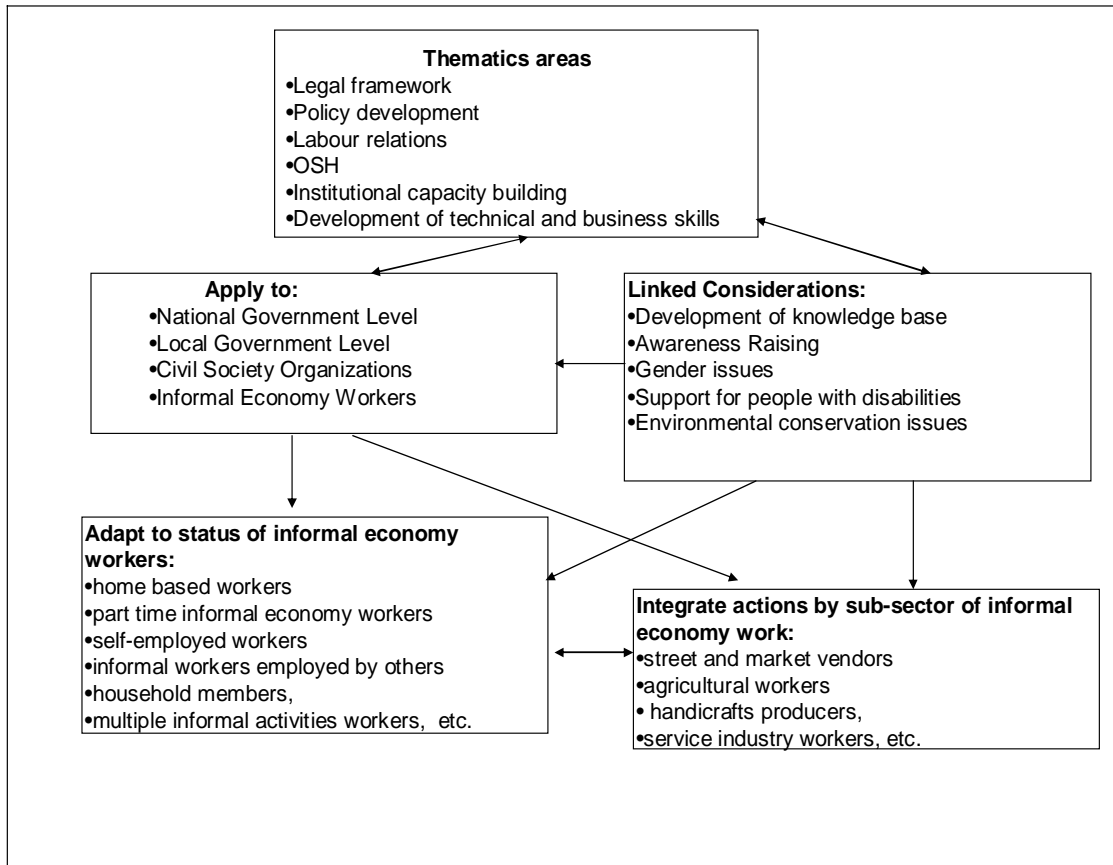 Thematics areas
•Legal framework
•Policy development
•Labour relations
•OSH
•Institutional capacity building
•Development of technical and business skills
Apply to:
•National Government Level
•Local Government Level
•Civil Society Organizations
•Informal Economy Workers
Linked Considerations:
•Development of knowledge base
•Awareness Raising
•Gender issues
•Support for people with disabilities
•Environmental conservation issues
Adapt to status of informal economy
workers:
•home based workers
•part time informal economy workers
•self-employed workers
•informal workers employed by others
•household members,
•multiple informal activities workers,  etc.
Integrate actions by sub-sector of informal
economy work:
•street and market vendors
•agricultural workers
• handicrafts producers,
•service industry workers, etc.